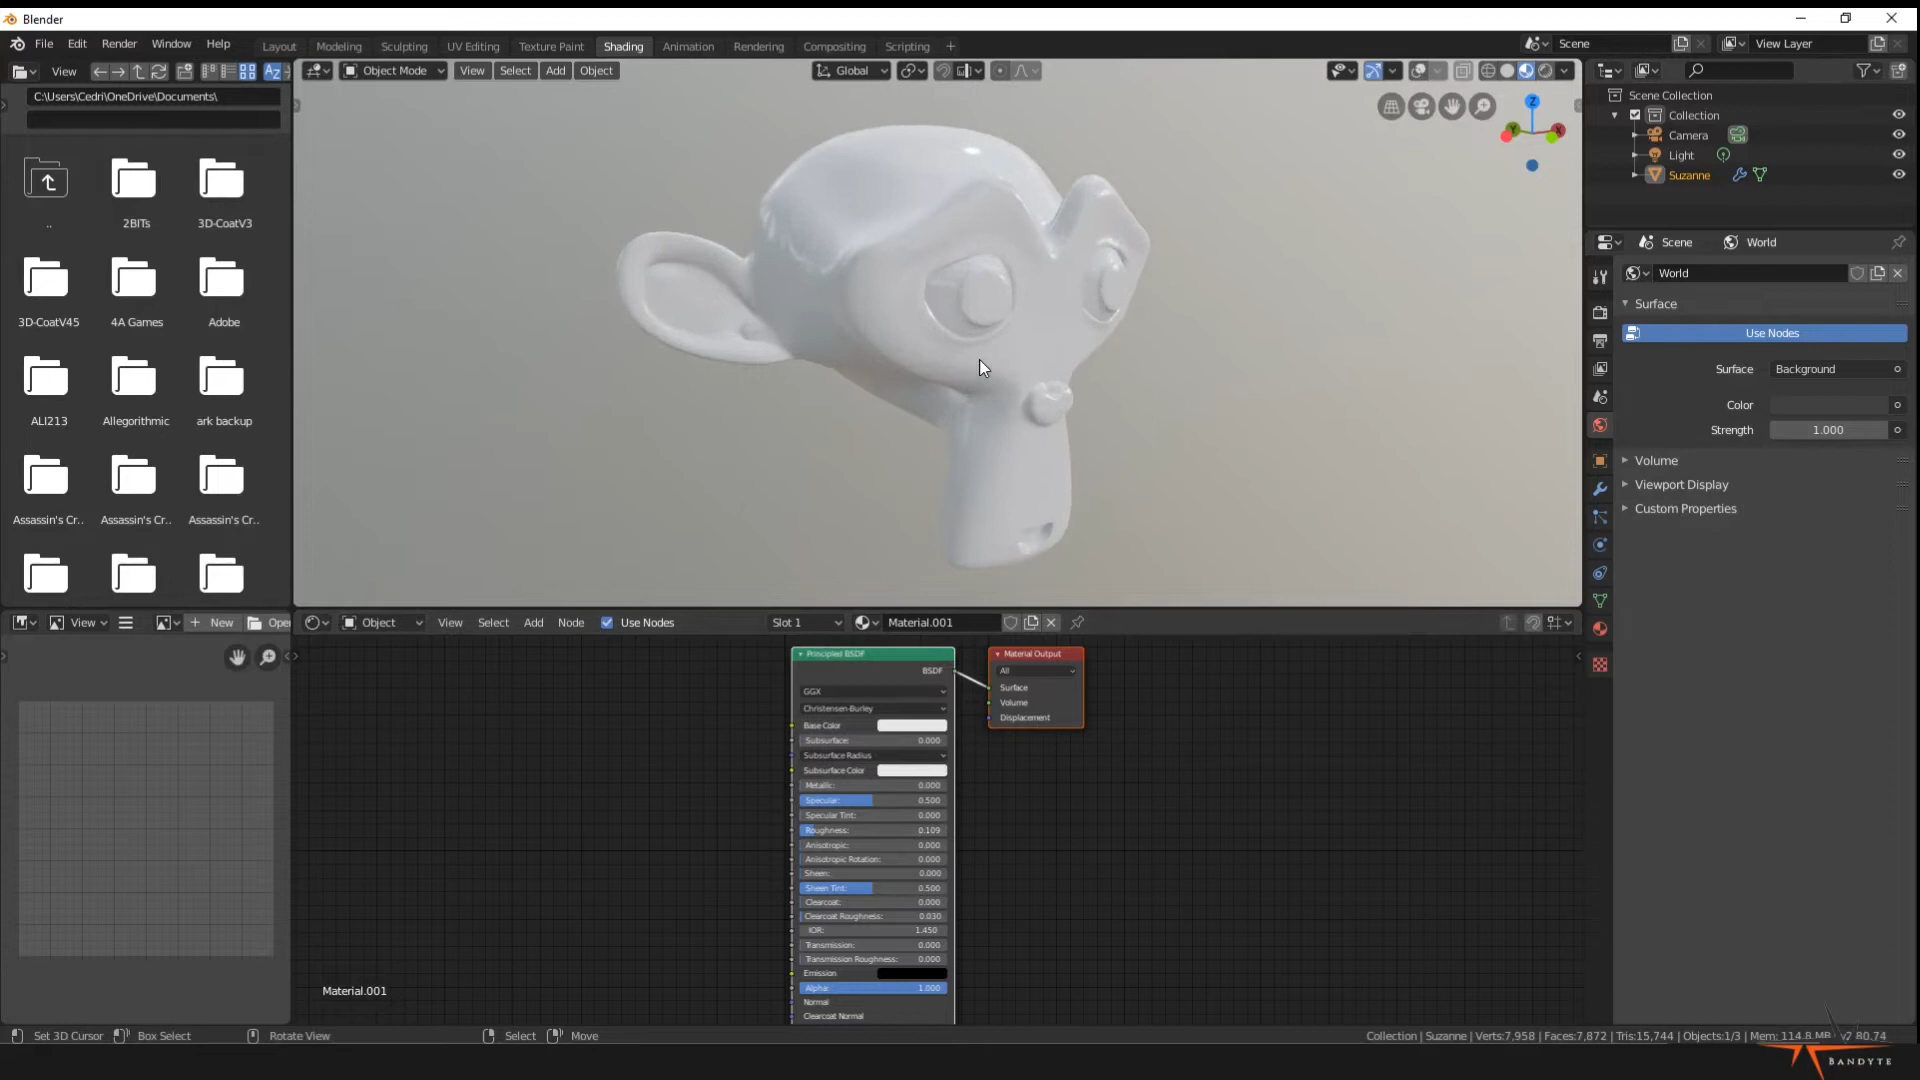 Blender
File Edit Render Window Help
Layout Modeling Sculpting UV Editing Texture Paint Shading Animation Rendering Compositing Scripting +
Scene
View Layer
View
Object Mode View Select Add Object
Global
C:\Users\Cedri\OneDrive\Documents\
.. 2BITs 3D-CoatV3
3D-CoatV45 4A Games Adobe
ALI213 Allegorithmic ark backup
Assassin's Cr.. Assassin's Cr.. Assassin's Cr..
Z
Y
X
Scene Collection
Collection
Camera
Light
Suzanne
Scene World
World
Surface
Use Nodes
Surface Background
Color
Strength 1.000
Volume
Viewport Display
Custom Properties
View + New Open
Object View Select Add Node Use Nodes Slot 1 Material.001
Principled BSDF
BSDF
GGX
Christensen-Burley
Base Color
Subsurface: 0.000
Subsurface Radius
Subsurface Color
Metallic: 0.000
Specular: 0.500
Specular Tint: 0.000
Roughness: 0.109
Anisotropic: 0.000
Anisotropic Rotation: 0.000
Sheen: 0.000
Sheen Tint: 0.500
Clearcoat: 0.000
Clearcoat Roughness: 0.030
IOR: 1.450
Transmission: 0.000
Transmission Roughness: 0.000
Emission
Alpha: 1.000
Normal
Clearcoat Normal
Material Output
All
Surface
Volume
Displacement
Material.001
Set 3D Cursor Box Select Rotate View Select Move
Collection | Suzanne | Verts:7,958 | Faces:7,872 | Tris:15,744 | Objects:1/3 | Mem: 114.8 MB | v2.80.74
BANDYTE